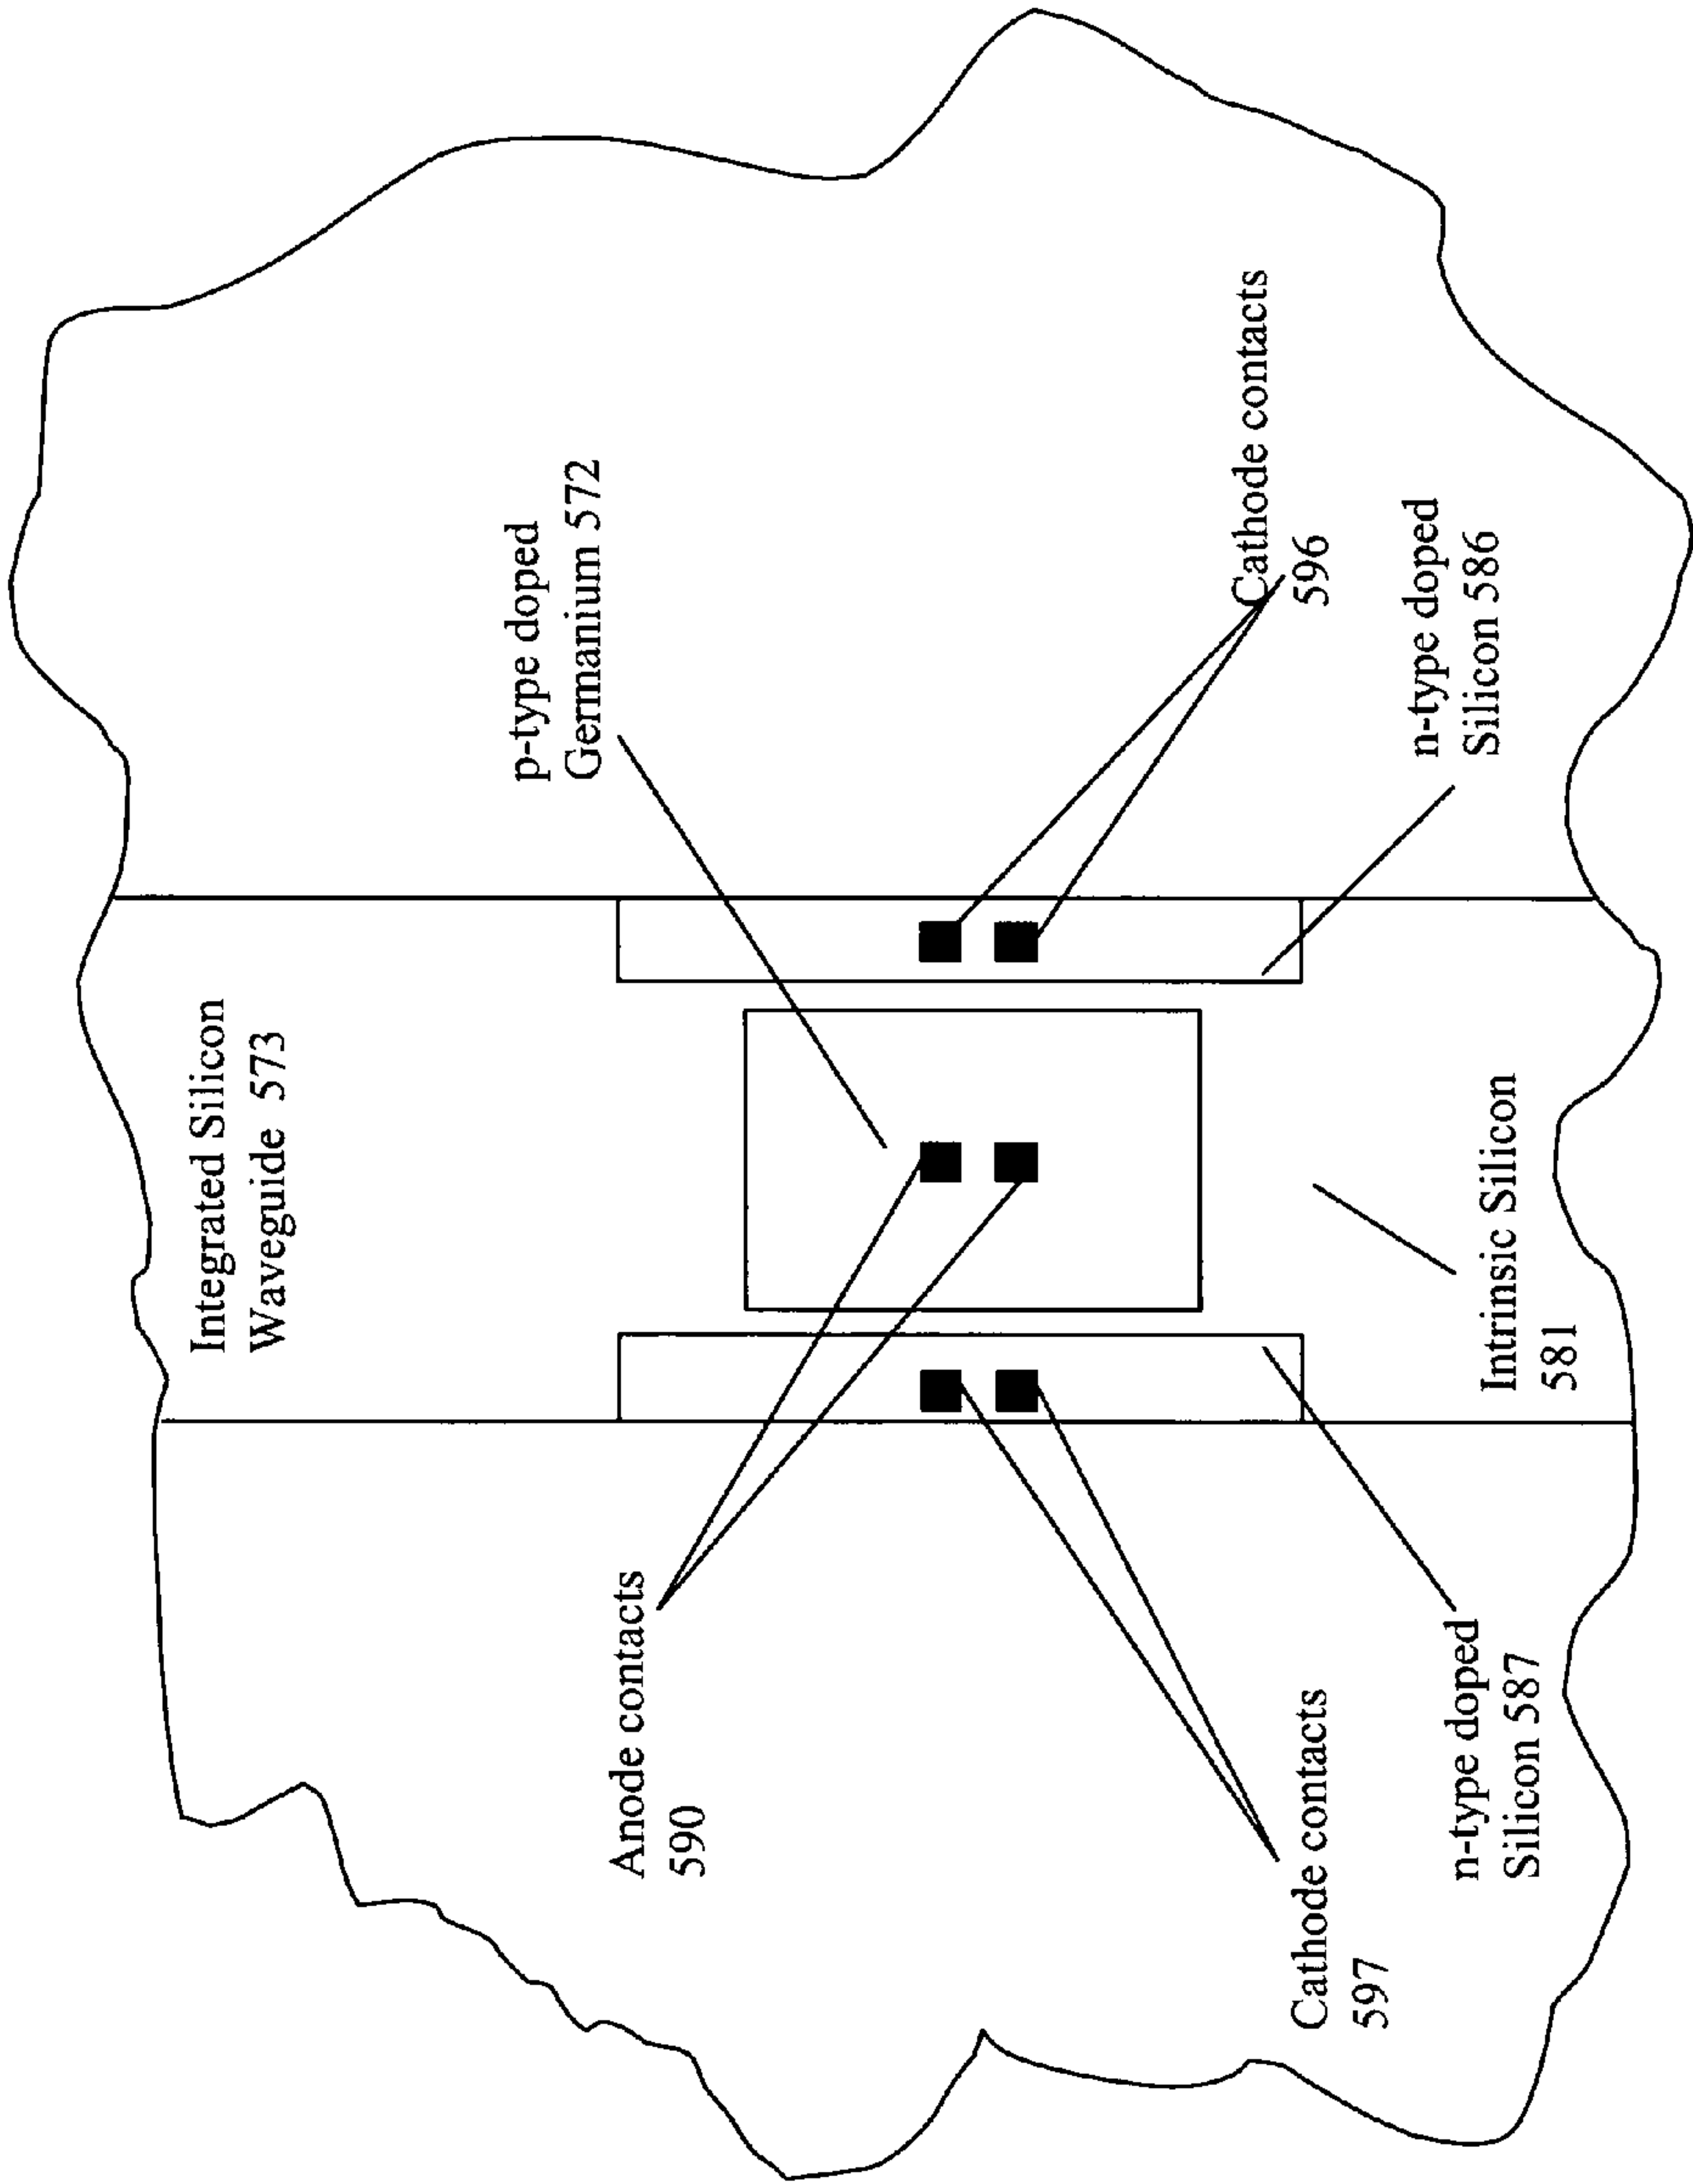 Integrated Silicon
Waveguide 573
p-type doped
Germanium 572
Anode contacts
590
Cathode contacts
596
Cathode contacts
597
n-type doped
Silicon 586
n-type doped
Silicon 587
Intrinsic Silicon
581